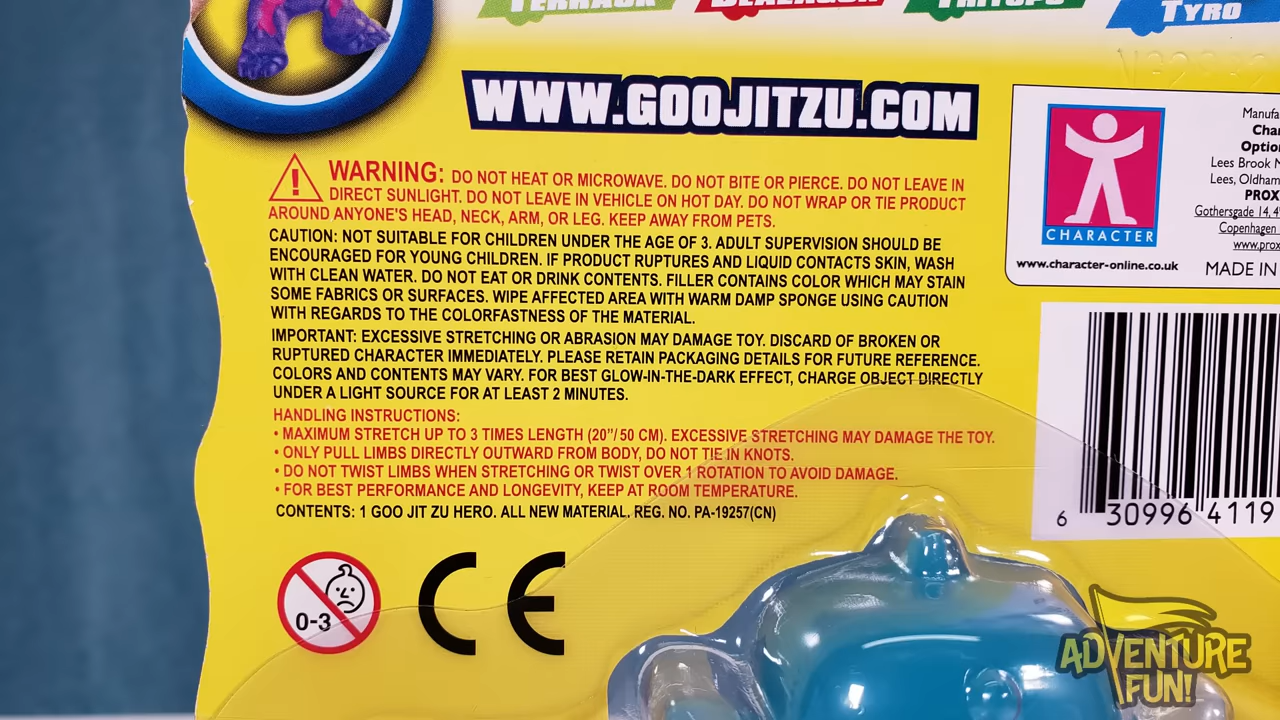 TERRACK BLAZAGON TRITOPS TYRO
WWW.GOOJITZU.COM
WARNING: DO NOT HEAT OR MICROWAVE. DO NOT BITE OR PIERCE. DO NOT LEAVE IN
DIRECT SUNLIGHT. DO NOT LEAVE IN VEHICLE ON HOT DAY. DO NOT WRAP OR TIE PRODUCT
AROUND ANYONE'S HEAD, NECK, ARM, OR LEG. KEEP AWAY FROM PETS.
CAUTION: NOT SUITABLE FOR CHILDREN UNDER THE AGE OF 3. ADULT SUPERVISION SHOULD BE
ENCOURAGED FOR YOUNG CHILDREN. IF PRODUCT RUPTURES AND LIQUID CONTACTS SKIN, WASH
WITH CLEAN WATER. DO NOT EAT OR DRINK CONTENTS. FILLER CONTAINS COLOR WHICH MAY STAIN
SOME FABRICS OR SURFACES. WIPE AFFECTED AREA WITH WARM DAMP SPONGE USING CAUTION
WITH REGARDS TO THE COLORFASTNESS OF THE MATERIAL.
IMPORTANT: EXCESSIVE STRETCHING OR ABRASION MAY DAMAGE TOY. DISCARD OF BROKEN OR
RUPTURED CHARACTER IMMEDIATELY. PLEASE RETAIN PACKAGING DETAILS FOR FUTURE REFERENCE.
COLORS AND CONTENTS MAY VARY. FOR BEST GLOW-IN-THE-DARK EFFECT, CHARGE OBJECT DIRECTLY
UNDER A LIGHT SOURCE FOR AT LEAST 2 MINUTES.
HANDLING INSTRUCTIONS:
• MAXIMUM STRETCH UP TO 3 TIMES LENGTH (20"/ 50 CM). EXCESSIVE STRETCHING MAY DAMAGE THE TOY.
• ONLY PULL LIMBS DIRECTLY OUTWARD FROM BODY, DO NOT TIE IN KNOTS.
• DO NOT TWIST LIMBS WHEN STRETCHING OR TWIST OVER 1 ROTATION TO AVOID DAMAGE.
• FOR BEST PERFORMANCE AND LONGEVITY, KEEP AT ROOM TEMPERATURE.
CONTENTS: 1 GOO JIT ZU HERO. ALL NEW MATERIAL. REG. NO. PA-19257(CN)
0-3
CE
CHARACTER
www.character-online.co.uk
Manufa
Char
Option
Lees Brook M
Lees, Oldham
PROX
Gothersgade 14, 4
Copenhagen
www.prox
MADE IN
6 30996 4119
ADVENTURE
FUN!